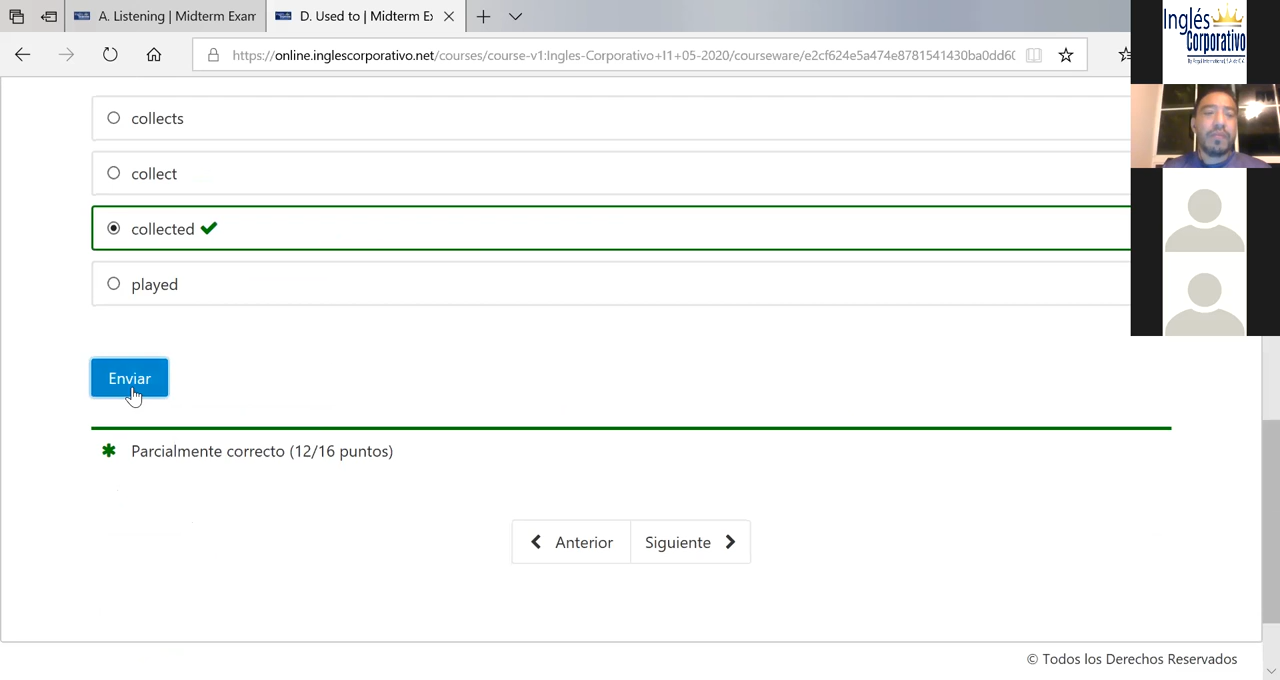 A. Listening | Midterm Exam
D. Used to | Midterm Ex
https://online.inglescorporativo.net/courses/course-v1:Ingles-Corporativo+I1+05-2020/courseware/e2cf624e5a474e8781541430ba0dd60
Inglés
Corporativo
collects
collect
collected
played
Enviar
Parcialmente correcto (12/16 puntos)
Anterior
Siguiente
© Todos los Derechos Reservados